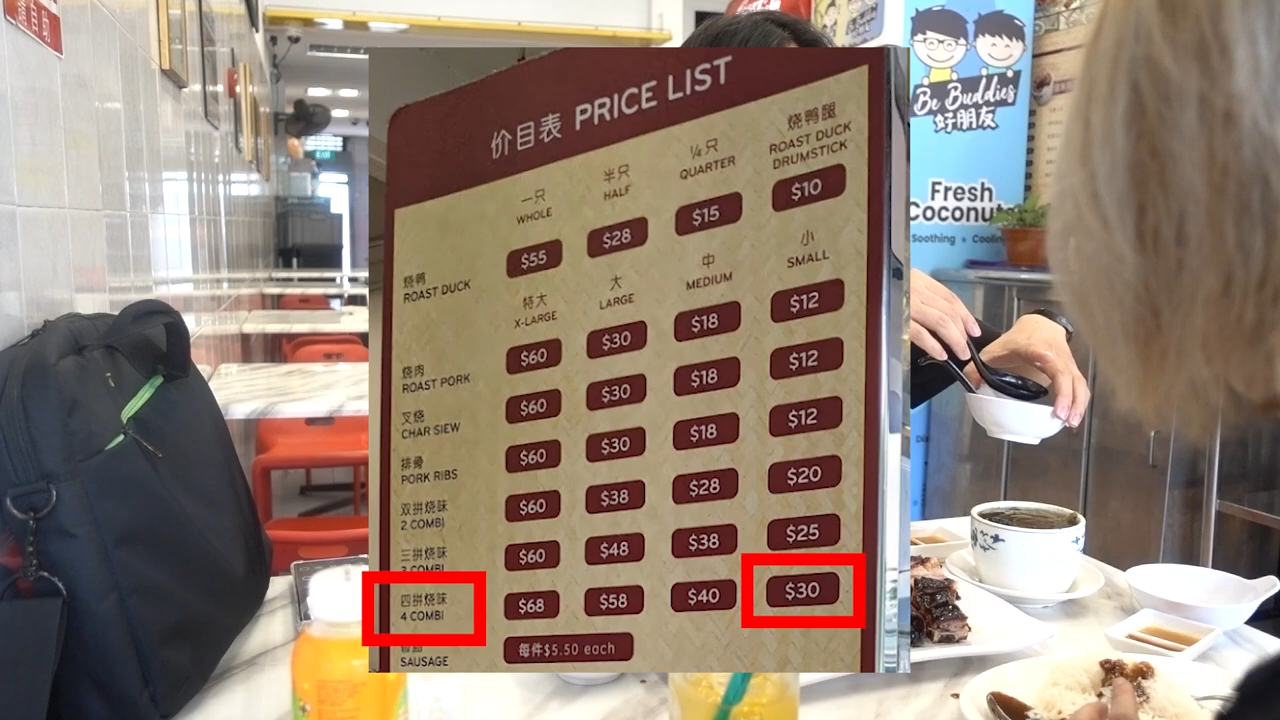 价目表 PRICE LIST
一只
WHOLE
半只
HALF
¼只
QUARTER
烧鸭腿
ROAST DUCK
DRUMSTICK
烧鸭
ROAST DUCK
$55
$28
$15
$10
特大
X-LARGE
大
LARGE
中
MEDIUM
小
SMALL
烧肉
ROAST PORK
$60
$30
$18
$12
叉烧
CHAR SIEW
$60
$30
$18
$12
排骨
PORK RIBS
$60
$30
$18
$12
双拼烧味
2 COMBI
$60
$38
$28
$20
三拼烧味
3 COMBI
$60
$48
$38
$25
四拼烧味
4 COMBI
$68
$58
$40
$30
SAUSAGE
每件$5.50 each
Be Buddies
好朋友
Fresh
Coconuts
Soothing